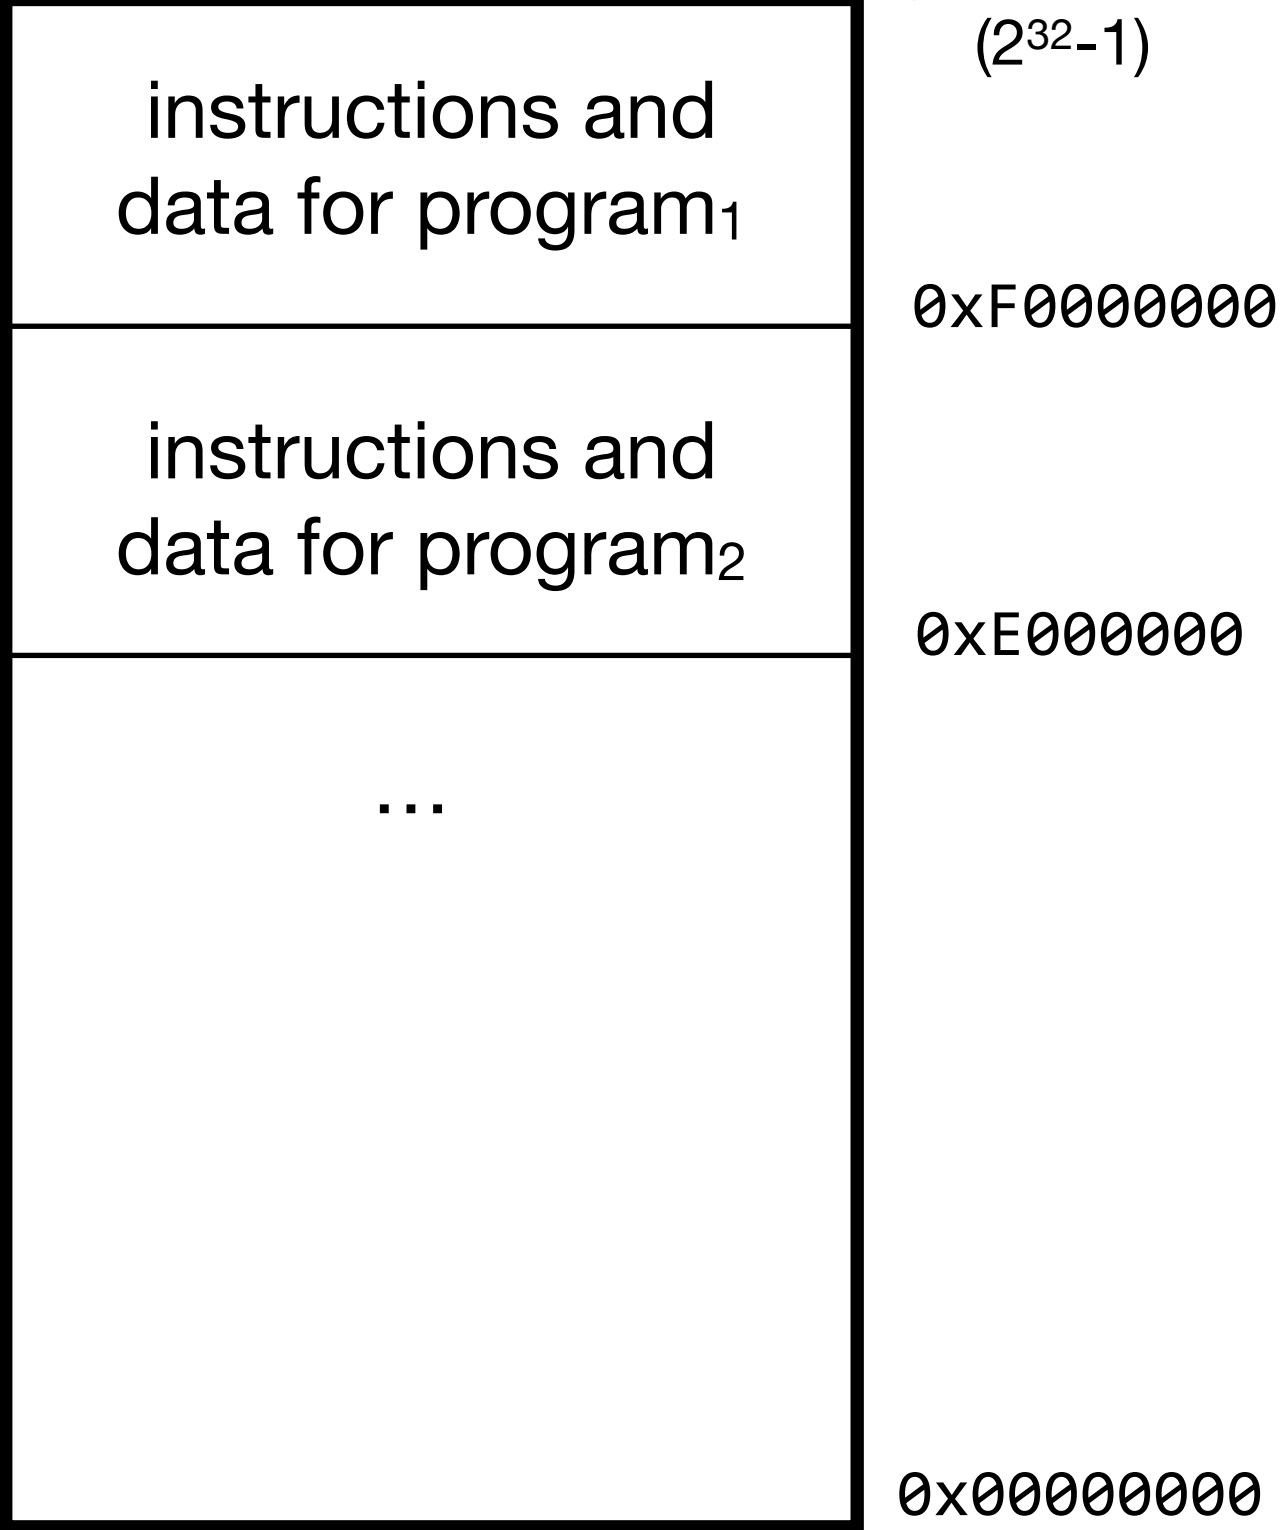 (2³²-1)
instructions and
data for program₁
0xF0000000
instructions and
data for program₂
0xE000000
...
0x00000000